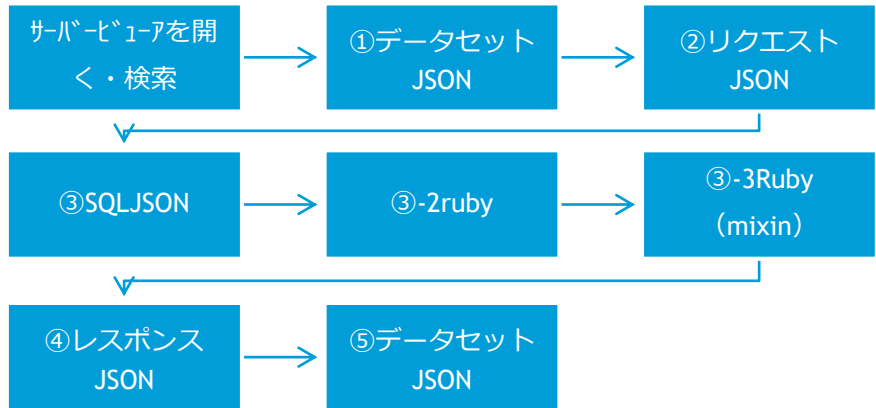 ｻｰﾊﾞｰﾋﾞｭｰｱを開
く・検索
①データセット
JSON
②リクエスト
JSON
③SQLJSON
③-2ruby
③-3Ruby
（mixin）
④レスポンス
JSON
⑤データセット
JSON